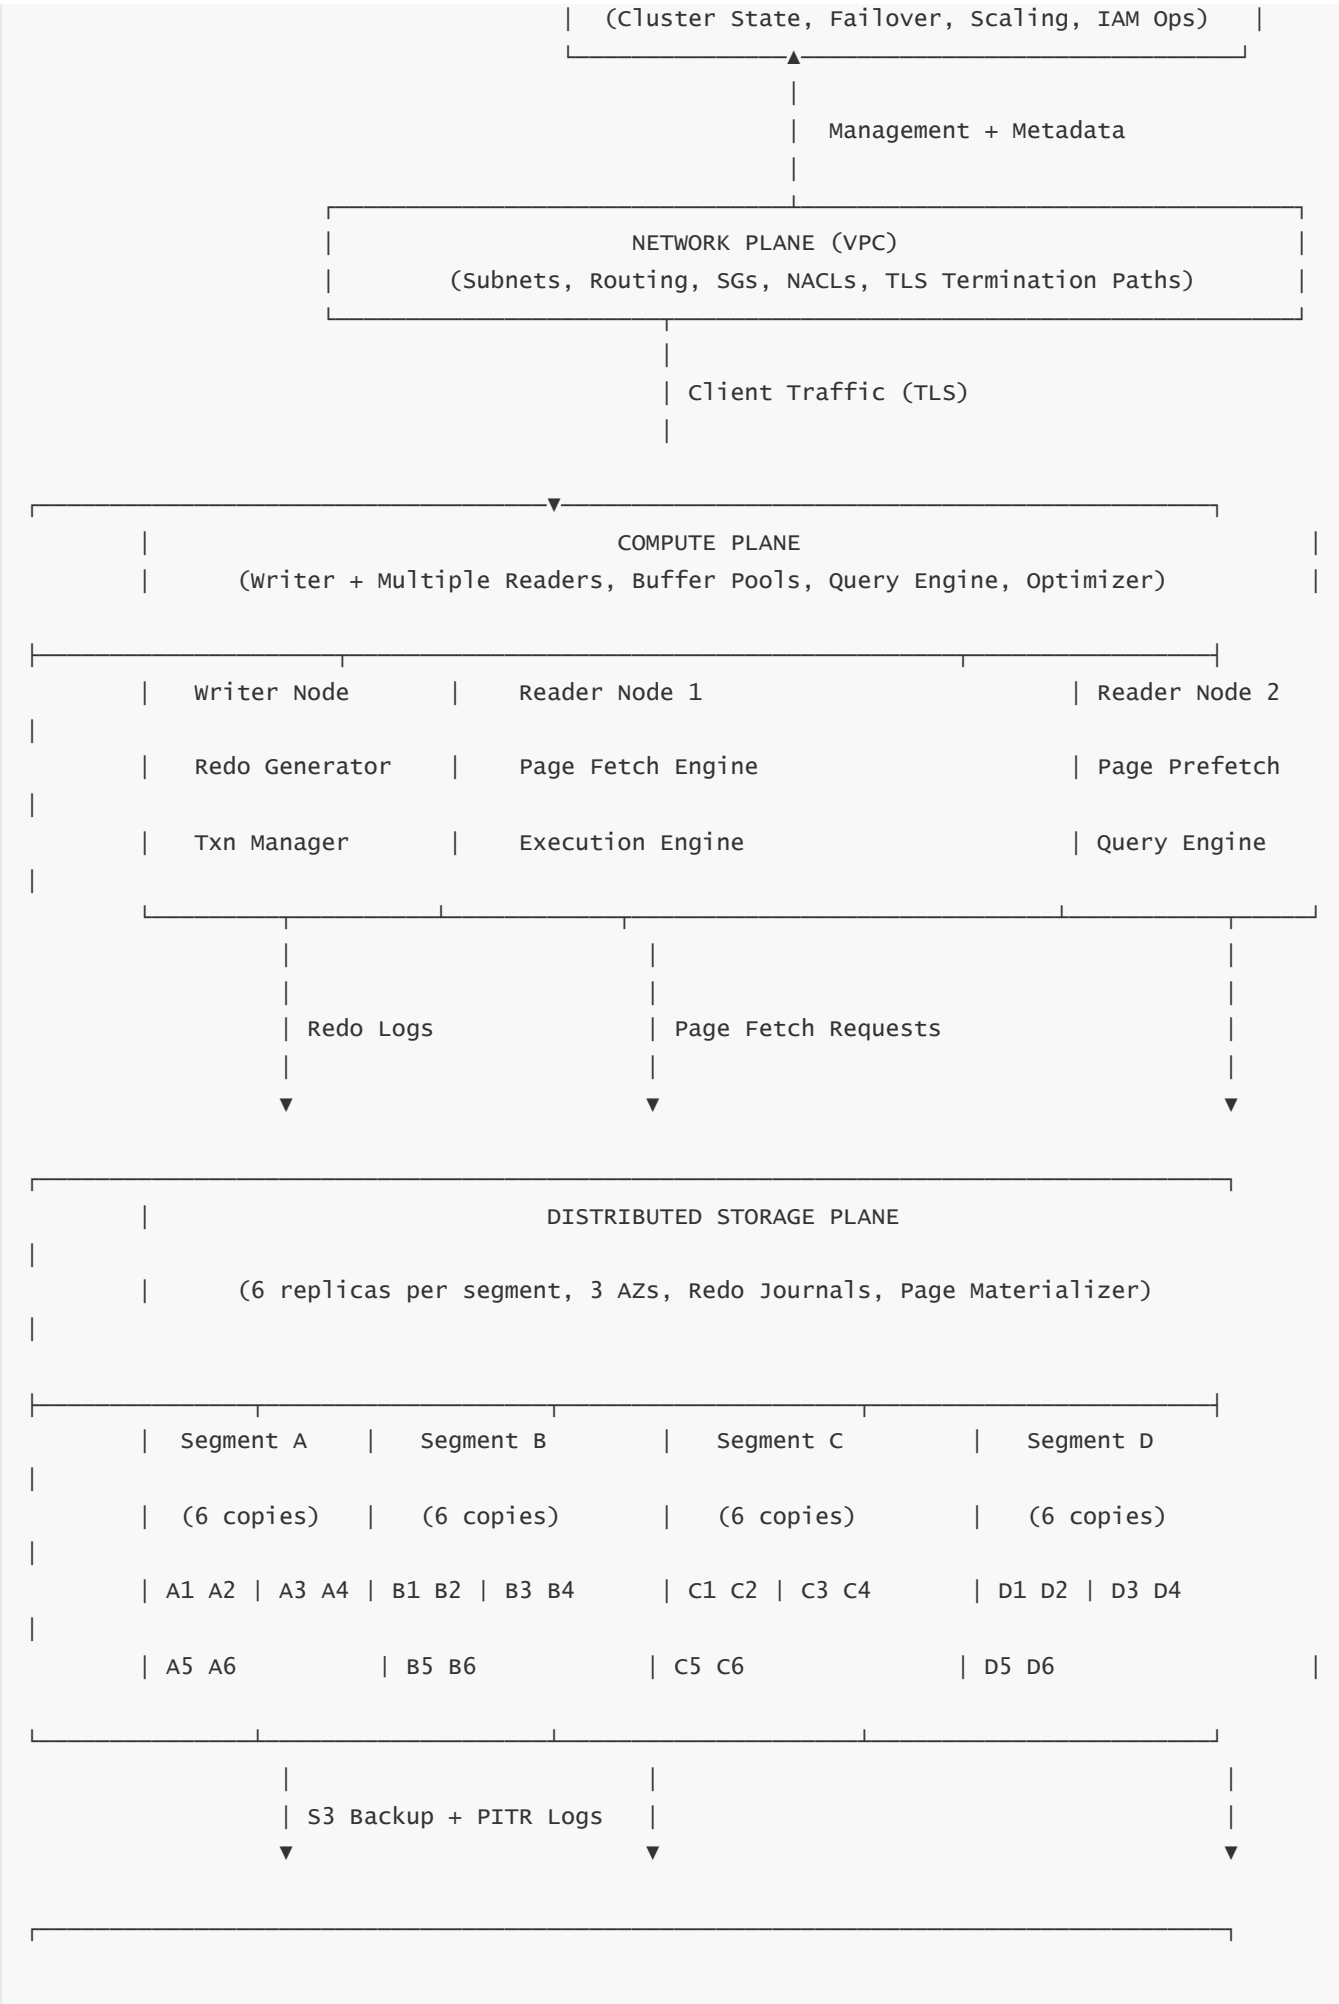 (Cluster State, Failover, Scaling, IAM Ops)
Management + Metadata
NETWORK PLANE (VPC)
(Subnets, Routing, SGs, NACLs, TLS Termination Paths)
Client Traffic (TLS)
COMPUTE PLANE
(Writer + Multiple Readers, Buffer Pools, Query Engine, Optimizer)
| Writer Node | Reader Node 1 | Reader Node 2
| Redo Generator | Page Fetch Engine | Page Prefetch
| Txn Manager | Execution Engine | Query Engine
| Redo Logs | Page Fetch Requests |
DISTRIBUTED STORAGE PLANE
(6 replicas per segment, 3 AZs, Redo Journals, Page Materializer)
| Segment A | Segment B | Segment C | Segment D
| (6 copies) | (6 copies) | (6 copies) | (6 copies)
| A1 A2 | A3 A4 | B1 B2 | B3 B4 | C1 C2 | C3 C4 | D1 D2 | D3 D4
| A5 A6 | B5 B6 | C5 C6 | D5 D6 |
| S3 Backup + PITR Logs | |